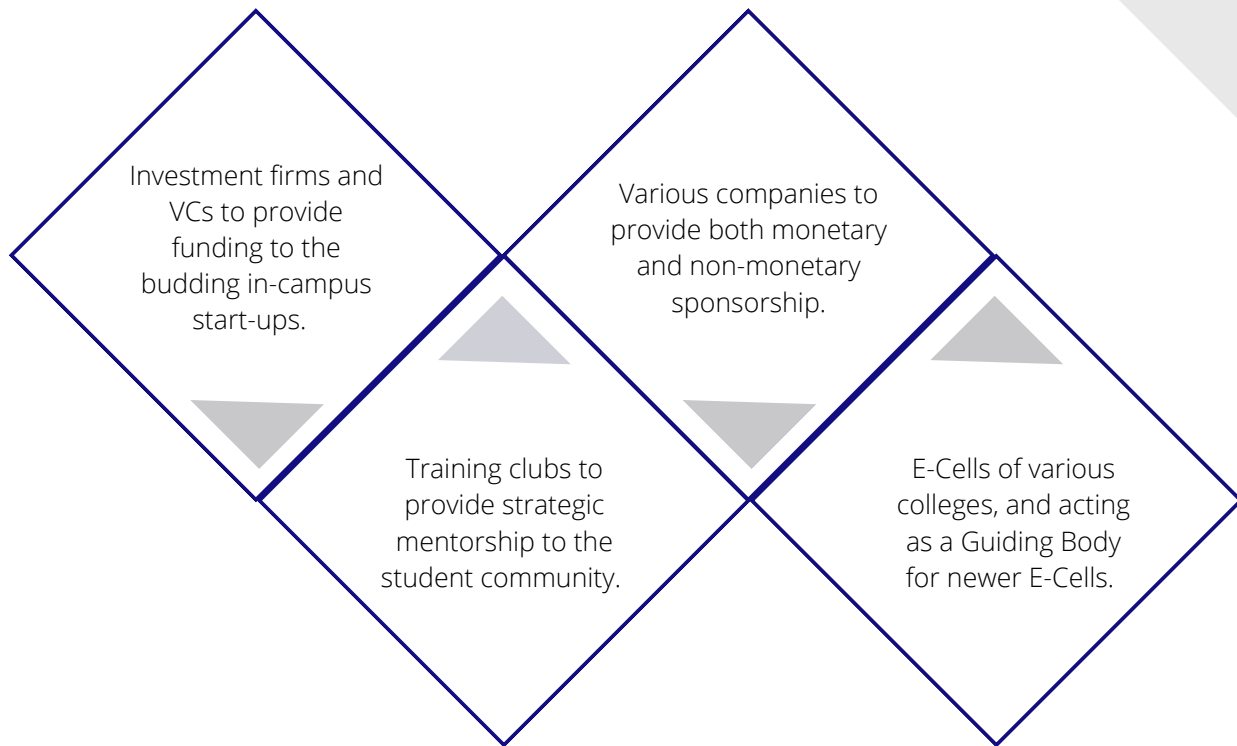 Investment firms and
VCs to provide
funding to the
budding in-campus
start-ups.
Various companies to
provide both monetary
and non-monetary
sponsorship.
Training clubs to
provide strategic
mentorship to the
student community.
E-Cells of various
colleges, and acting
as a Guiding Body
for newer E-Cells.